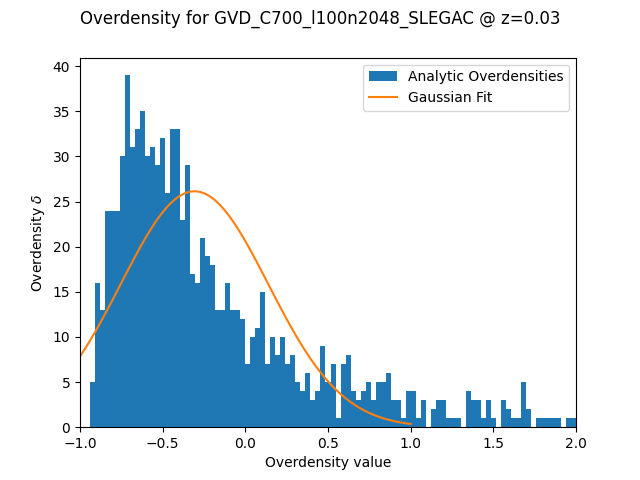 Overdensity for GVD_C700_l100n2048_SLEGAC @ z=0.03
Analytic Overdensities
Gaussian Fit
Overdensity δ
40
35
30
25
20
15
10
5
0
−1.0 −0.5 0.0 0.5 1.0 1.5 2.0
Overdensity value